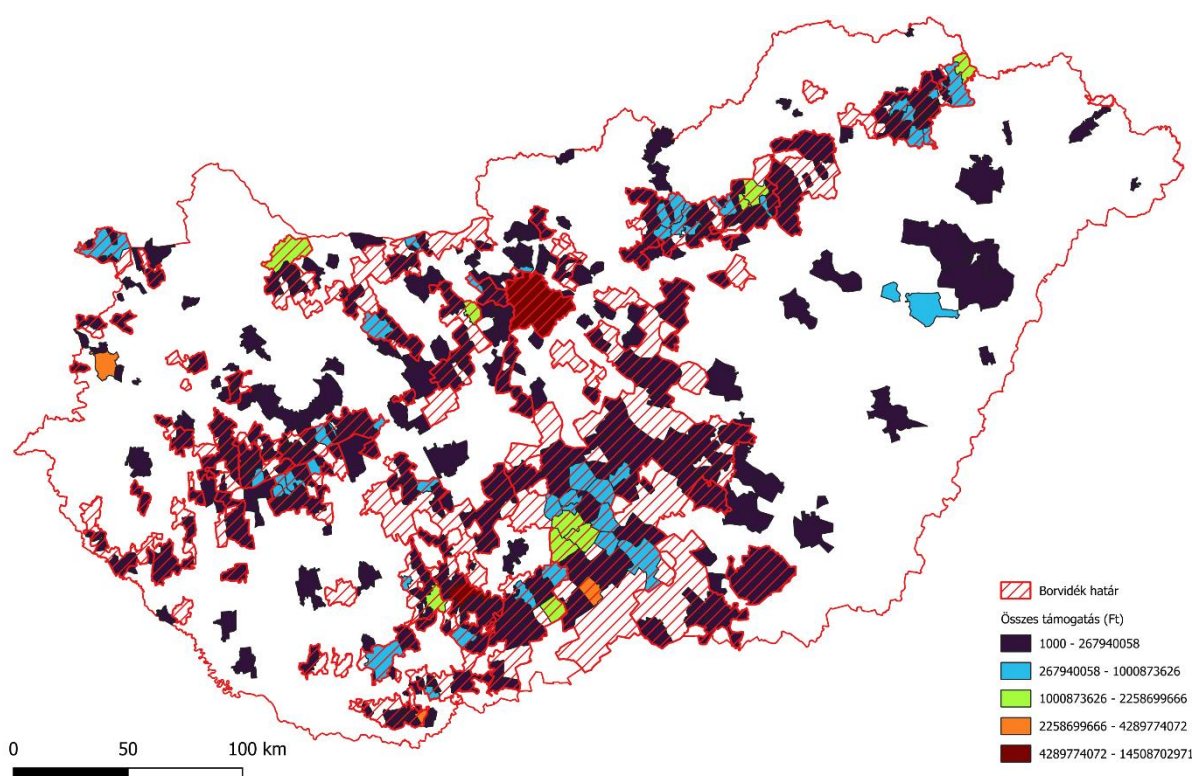 Borvidék határ
Összes támogatás (Ft)
1000 - 267940058
267940058 - 1000873626
1000873626 - 2258699666
2258699666 - 4289774072
4289774072 - 14508702971
0 50 100 km